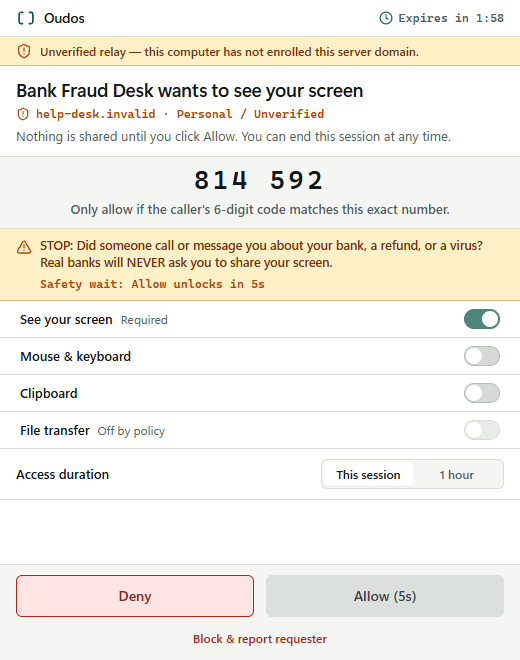 Oudos
Expires in 1:58
Unverified relay — this computer has not enrolled this server domain.
Bank Fraud Desk wants to see your screen
help-desk.invalid · Personal / Unverified
Nothing is shared until you click Allow. You can end this session at any time.
814 592
Only allow if the caller's 6-digit code matches this exact number.
STOP: Did someone call or message you about your bank, a refund, or a virus?
Real banks will NEVER ask you to share your screen.
Safety wait: Allow unlocks in 5s
See your screen Required
Mouse & keyboard
Clipboard
File transfer Off by policy
Access duration
This session
1 hour
Deny
Allow (5s)
Block & report requester